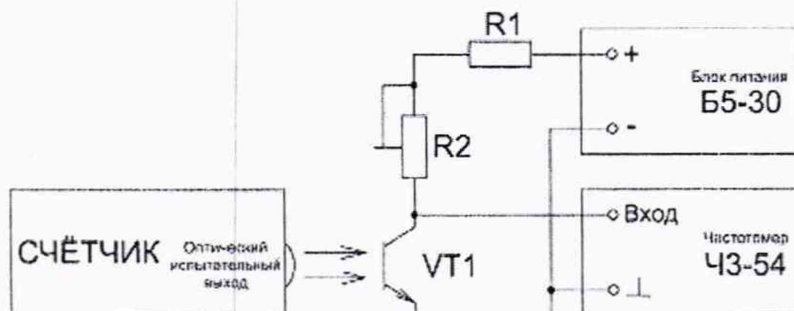 R1
+
Блок питания
Б5-30
-
R2
СЧЁТЧИК
Оптический
испытательный
выход
VT1
Вход
Частотомер
Ч3-54
⊥